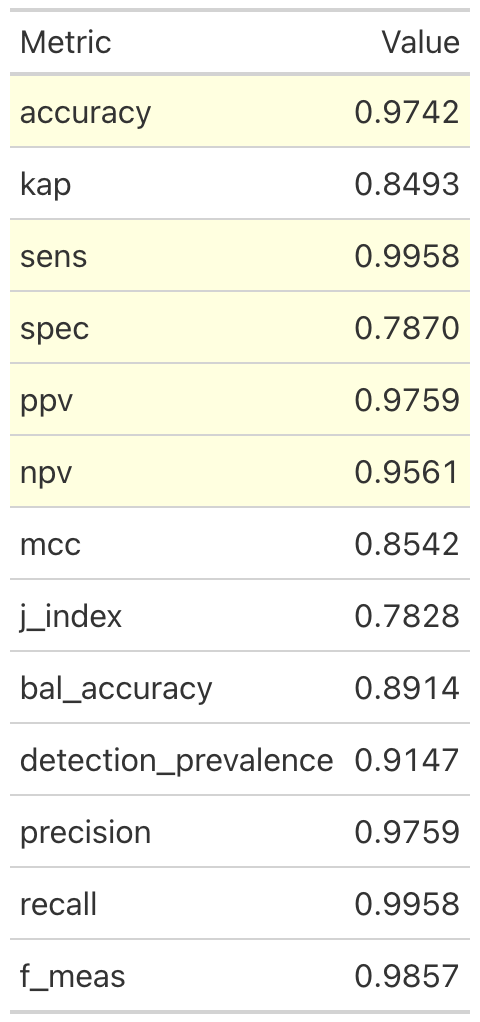 Metric Value
accuracy 0.9742
kap 0.8493
sens 0.9958
spec 0.7870
ppv 0.9759
npv 0.9561
mcc 0.8542
j_index 0.7828
bal_accuracy 0.8914
detection_prevalence 0.9147
precision 0.9759
recall 0.9958
f_meas 0.9857